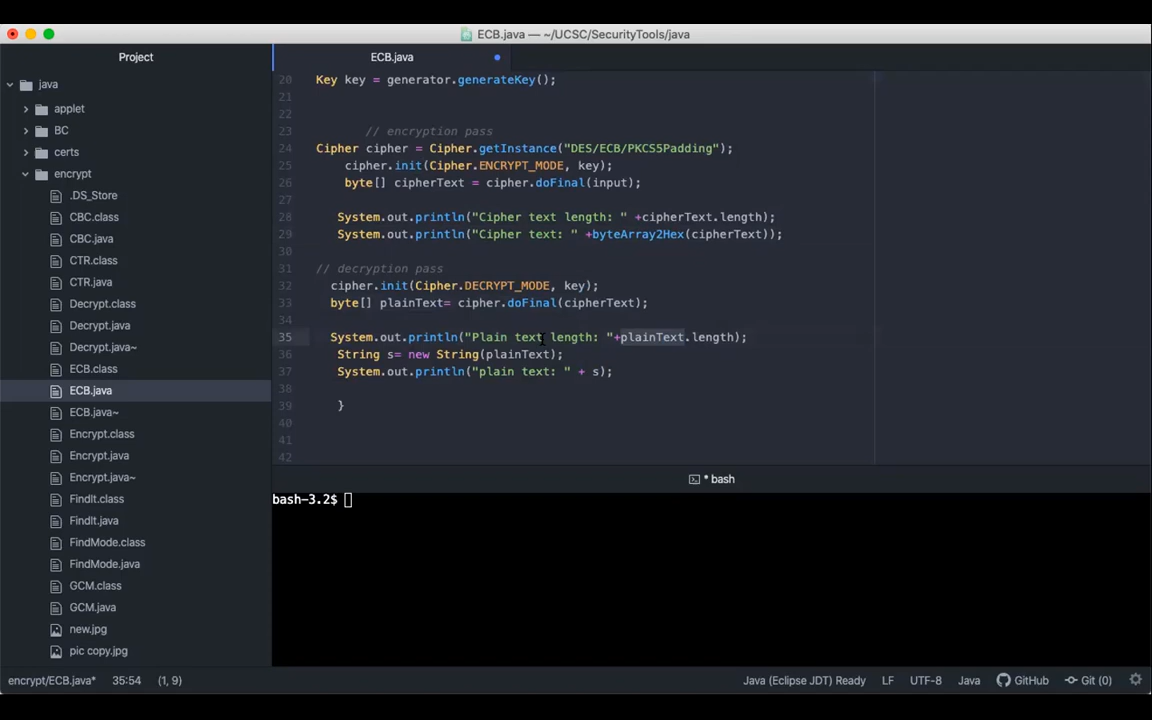 ECB.java — ~/UCSC/SecurityTools/java
Project
ECB.java
java
applet
BC
certs
encrypt
.DS_Store
CBC.class
CBC.java
CTR.class
CTR.java
Decrypt.class
Decrypt.java
Decrypt.java~
ECB.class
ECB.java
ECB.java~
Encrypt.class
Encrypt.java
Encrypt.java~
FindIt.class
FindIt.java
FindMode.class
FindMode.java
GCM.class
GCM.java
new.jpg
pic copy.jpg
20 Key key = generator.generateKey();
21
22
23 // encryption pass
24 Cipher cipher = Cipher.getInstance("DES/ECB/PKCS5Padding");
25 cipher.init(Cipher.ENCRYPT_MODE, key);
26 byte[] cipherText = cipher.doFinal(input);
27
28 System.out.println("Cipher text length: " +cipherText.length);
29 System.out.println("Cipher text: " +byteArray2Hex(cipherText));
30
31 // decryption pass
32 cipher.init(Cipher.DECRYPT_MODE, key);
33 byte[] plainText= cipher.doFinal(cipherText);
34
35 System.out.println("Plain text length: "+plainText.length);
36 String s= new String(plainText);
37 System.out.println("plain text: " + s);
38
39 }
40
41
42
* bash
bash-3.2$
encrypt/ECB.java* 35:54 (1, 9) Java (Eclipse JDT) Ready LF UTF-8 Java GitHub Git (0)